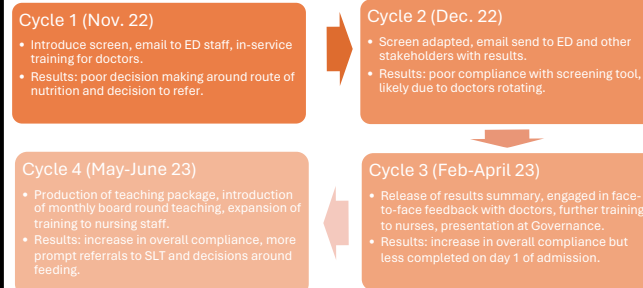 Cycle 1 (Nov. 22)
• Introduce screen, email to ED staff, in-service
training for doctors.
• Results: poor decision making around route of
nutrition and decision to refer.
Cycle 2 (Dec. 22)
• Screen adapted, email send to ED and other
stakeholders with results.
• Results: poor compliance with screening tool,
likely due to doctors rotating.
Cycle 3 (Feb-April 23)
• Release of results summary, engaged in face-
to-face feedback with doctors, further training
to nurses, presentation at Governance.
• Results: increase in overall compliance but
less completed on day 1 of admission.
Cycle 4 (May-June 23)
• Production of teaching package, introduction
of monthly board round teaching, expansion of
training to nursing staff.
• Results: increase in overall compliance, more
prompt referrals to SLT and decisions around
feeding.